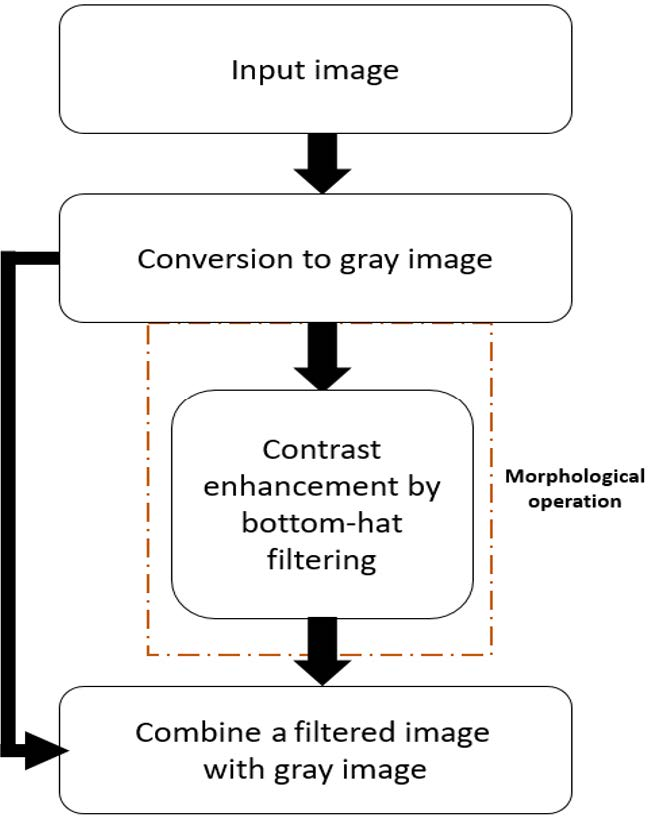 Input image
Conversion to gray image
Contrast
enhancement by
bottom-hat
filtering
Morphological
operation
Combine a filtered image
with gray image